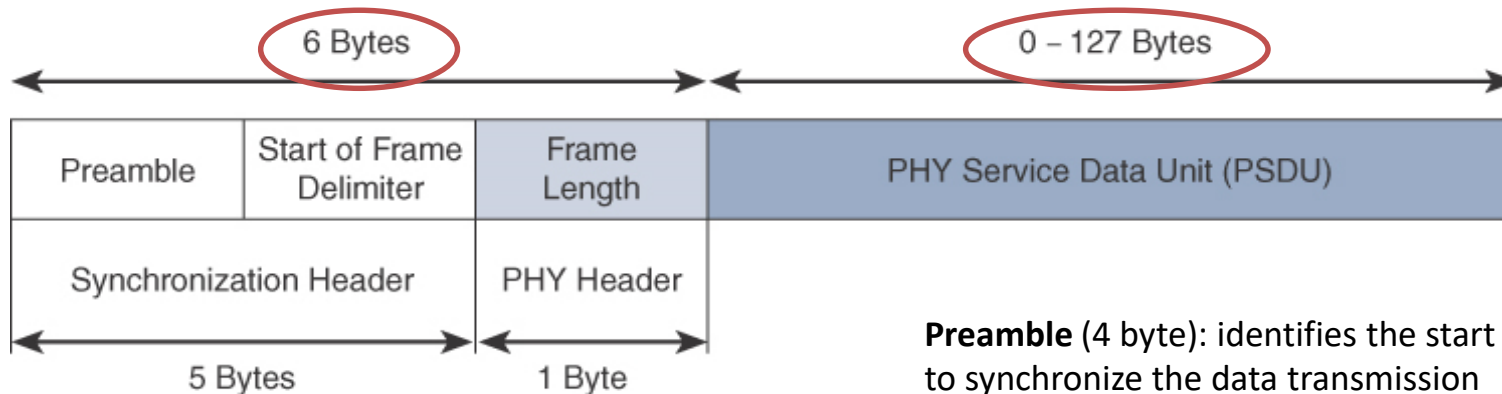 6 Bytes
0 – 127 Bytes
Preamble
Start of Frame
Delimiter
Frame
Length
PHY Service Data Unit (PSDU)
Synchronization Header
PHY Header
5 Bytes
1 Byte
Preamble (4 byte): identifies the start
to synchronize the data transmission